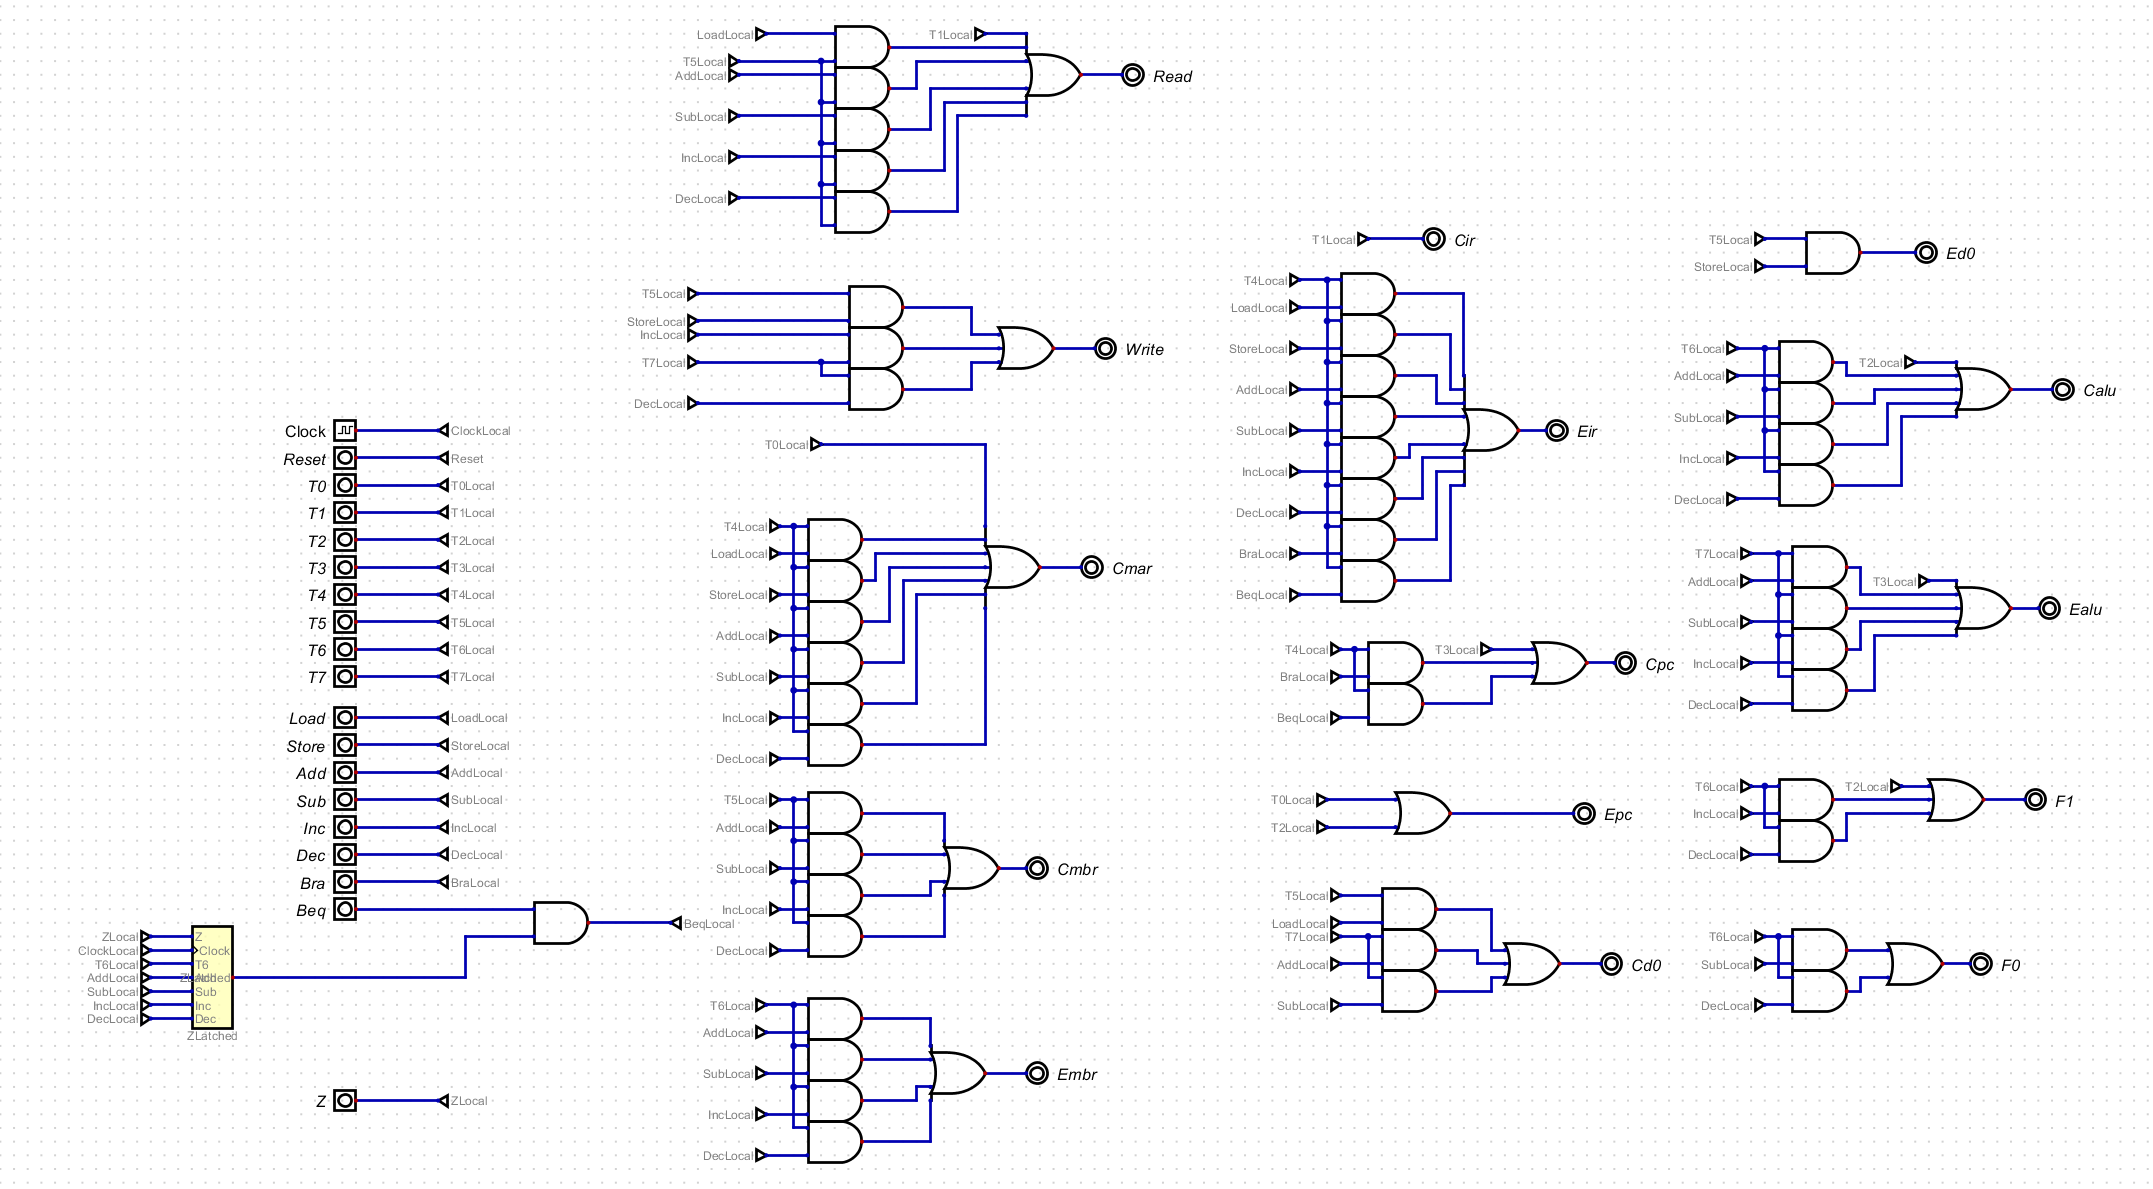 LoadLocal
T1Local
T5Local
AddLocal
Read
SubLocal
IncLocal
DecLocal
T5Local
StoreLocal
IncLocal
Write
T7Local
DecLocal
Clock
ClockLocal
Reset
Reset
T0
T0Local
T1
T1Local
T2
T2Local
T3
T3Local
T4
T4Local
T5
T5Local
T6
T6Local
T7
T7Local
Load
LoadLocal
Store
StoreLocal
Add
AddLocal
Sub
SubLocal
Inc
IncLocal
Dec
DecLocal
Bra
BraLocal
Beq
BeqLocal
ZLocal
Z
ClockLocal
Clock
T6Local
T6
AddLocal
SubLocal
Sub
IncLocal
Inc
DecLocal
Dec
ZLatched
Z
ZLocal
T0Local
T4Local
LoadLocal
Cmar
StoreLocal
AddLocal
SubLocal
IncLocal
DecLocal
T5Local
AddLocal
SubLocal
Cmbr
IncLocal
DecLocal
T6Local
AddLocal
SubLocal
Embr
IncLocal
DecLocal
T1Local
Cir
T4Local
LoadLocal
StoreLocal
AddLocal
SubLocal
Eir
IncLocal
DecLocal
BraLocal
BeqLocal
T4Local
T3Local
BraLocal
Cpc
BeqLocal
T0Local
T2Local
Epc
T5Local
LoadLocal
T7Local
AddLocal
Cd0
SubLocal
T5Local
StoreLocal
Ed0
T6Local
T2Local
AddLocal
Calu
SubLocal
IncLocal
DecLocal
T7Local
AddLocal
T3Local
SubLocal
Ealu
IncLocal
DecLocal
T6Local
T2Local
IncLocal
F1
DecLocal
T6Local
SubLocal
F0
DecLocal